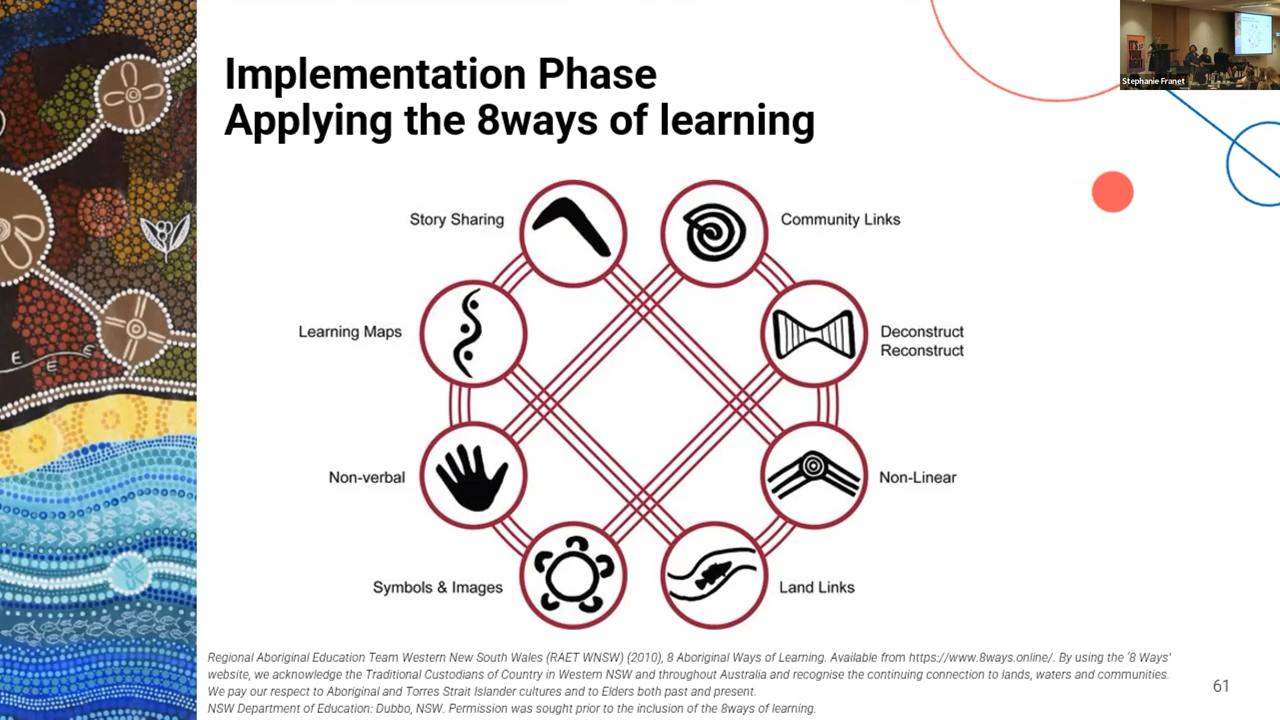 Stephanie Franet
Implementation Phase
Applying the 8ways of learning
Story Sharing
Community Links
Learning Maps
Deconstruct
Reconstruct
Non-verbal
Non-Linear
Symbols & Images
Land Links
Regional Aboriginal Education Team Western New South Wales (RAET WNSW) (2010), 8 Aboriginal Ways of Learning. Available from https://www.8ways.online/. By using the '8 Ways'
website, we acknowledge the Traditional Custodians of Country in Western NSW and throughout Australia and recognise the continuing connection to lands, waters and communities.
We pay our respect to Aboriginal and Torres Strait Islander cultures and to Elders both past and present.
NSW Department of Education: Dubbo, NSW. Permission was sought prior to the inclusion of the 8ways of learning.
61